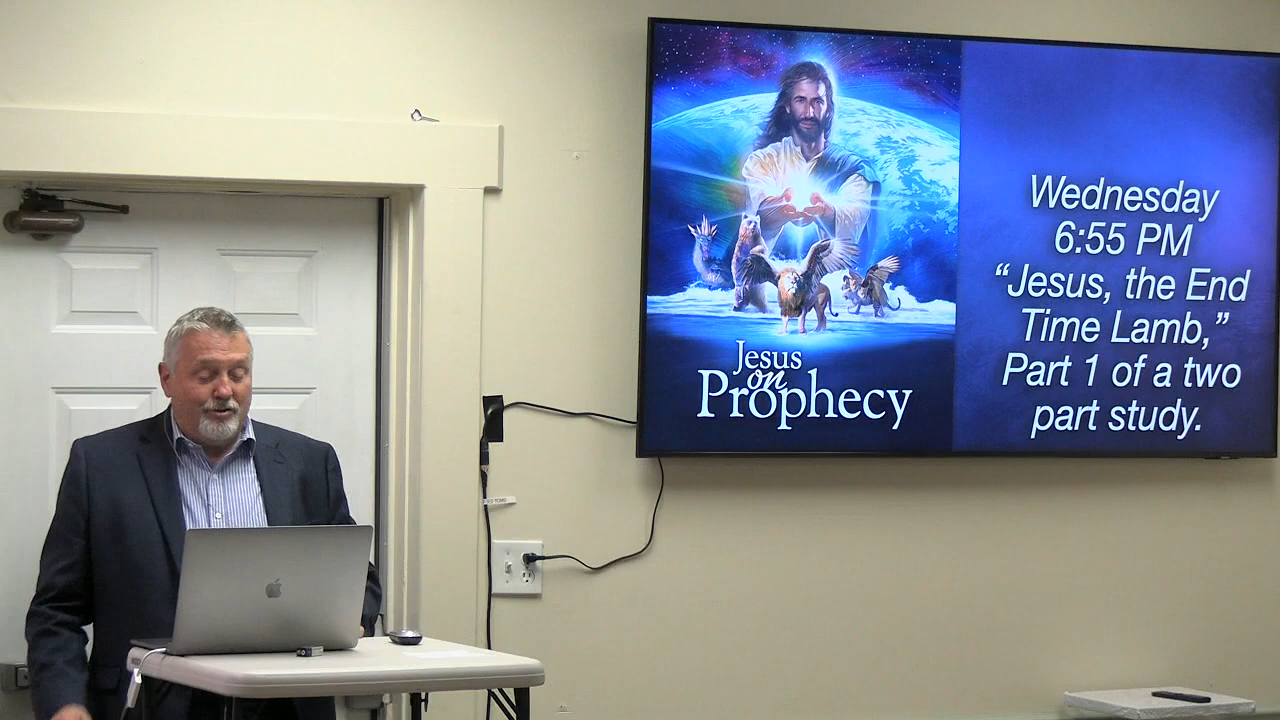 Jesus
on
Prophecy
Wednesday
6:55 PM
“Jesus, the End
Time Lamb,”
Part 1 of a two
part study.